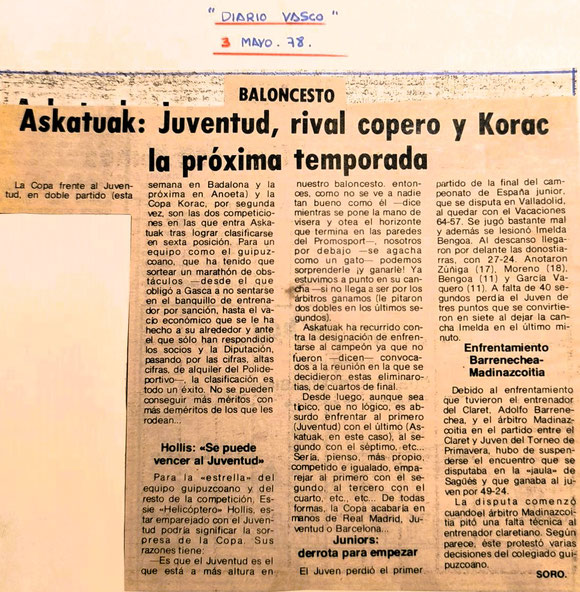 "DIARIO VASCO"
3 MAYO. 78.
BALONCESTO
Askatuak: Juventud, rival copero y Korac
la próxima temporada
La Copa frente al Juven-
tud, en doble partido (esta
semana en Badalona y la
próxima en Anoeta) y la
Copa Korac, por segunda
vez, son las dos competicio-
nes en las que entra Aska-
tuak tras lograr clasificarse
en sexta posición. Para un
equipo como el guipuz-
coano, que ha tenido que
sortear un marathón de obs-
táculos —desde el que
obligó a Gasca a no sentarse
en el banquillo de entrena-
dor por sanción, hasta el va-
cío económico que se le ha
hecho a su alrededor y ante
el que sólo han respondidio
los socios y la Diputación,
pasando por las cifras, altas
cifras, de alquiler del Polide-
portivo—, la clasificación es
todo un éxito. No se pueden
conseguir más méritos con
más deméritos de los que les
rodean...
Hollis: «Se puede
vencer al Juventud»
Para la «estrella» del
equipo guipuzcoano y del
resto de la competición, Es-
sie «Helicóptero» Hollis, es-
tar emparejado con el Juven-
tud podría significar la sor-
presa de la Copa. Sus
razones tiene:
—Es que el Juventud es el
que está a más altura en
nuestro baloncesto, enton-
ces, como no se ve a nadie
tan bueno como él —dice
mientras se pone la mano de
visera y otea el horizonte
que termina en las paredes
del Promosport—, nosotros
por debajo —se agacha
como un gato— podemos
sorprenderle ¡y ganarle! Ya
estuvimos a punto en su can-
cha —si no llega a ser por los
árbitros ganamos (le pitaron
dos dobles en los últimos se-
gundos).
Askatuak ha recurrido con-
tra la designación de enfren-
tarse al campeón ya que no
fueron —dicen— convoca-
dos a la reunión en la que se
decidieron estas eliminato-
rias, de cuartos de final.
Desde luego, aunque sea
típico, que no lógico, es ab-
surdo enfrentar al primero
(Juventud) con el último (As-
katuak, en este caso), al se-
gundo con el séptimo, etc...
Sería, pienso, más propio,
competido e igualado, empa-
rejar al primero con el se-
gundo, al tercero con el
cuarto, etc., etc... De todas
formas, la Copa acabaría en
manos de Real Madrid, Ju-
ventud o Barcelona...
Juniors:
derrota para empezar
El Juven perdió el primer
partido de la final del cam-
peonato de España junior,
que se disputa en Valladolid,
al quedar con el Vacaciones
64-57. Se jugó bastante mal
y además se lesionó Imelda
Bengoa. Al descanso llega-
ron por delante las donostia-
rras, con 27-24. Anotaron
Zúñiga (17), Moreno (18),
Bengoa (11) y García Va-
quero (11). A falta de 40 se-
gundos perdía el Juven de
tres puntos que se convirtie-
ron en siete al dejar la can-
cha Imelda en el último mi-
nuto.
Enfrentamiento
Barrenechea-
Madinazcoitia
Debido al enfrentamiento
que tuvieron el entrenador
del Claret, Adolfo Barrene-
chea, y el árbitro Madinaz-
coitia en el partido entre el
Claret y Juven del Torneo de
Primavera, hubo de suspen-
derse el encuentro que se
disputaba en la «jaula» de
Sagüés y que ganaba al ju-
ven por 49-24.
La disputa comenzó
cuando el árbitro Madinazcoi-
tia pitó una falta técnica al
entrenador claretiano. Según
parece, éste protestó varias
decisiones del colegiado gui-
puzcoano.
SORO.